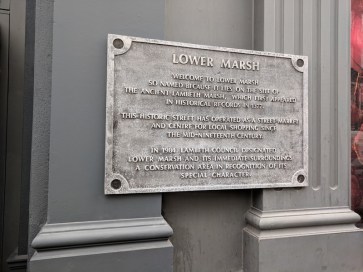 LOWER MARSH
WELCOME TO LOWER MARSH
SO NAMED BECAUSE IT LIES ON THE SITE OF
THE ANCIENT LAMBETH MARSH, WHICH FIRST APPEARED
IN HISTORICAL RECORDS IN 1377.
THIS HISTORIC STREET HAS OPERATED AS A STREET MARKET
AND CENTRE FOR LOCAL SHOPPING SINCE
THE MID-NINETEENTH CENTURY.
IN 1984 LAMBETH COUNCIL DESIGNATED
LOWER MARSH AND ITS IMMEDIATE SURROUNDINGS
A CONSERVATION AREA IN RECOGNITION OF ITS
SPECIAL CHARACTER